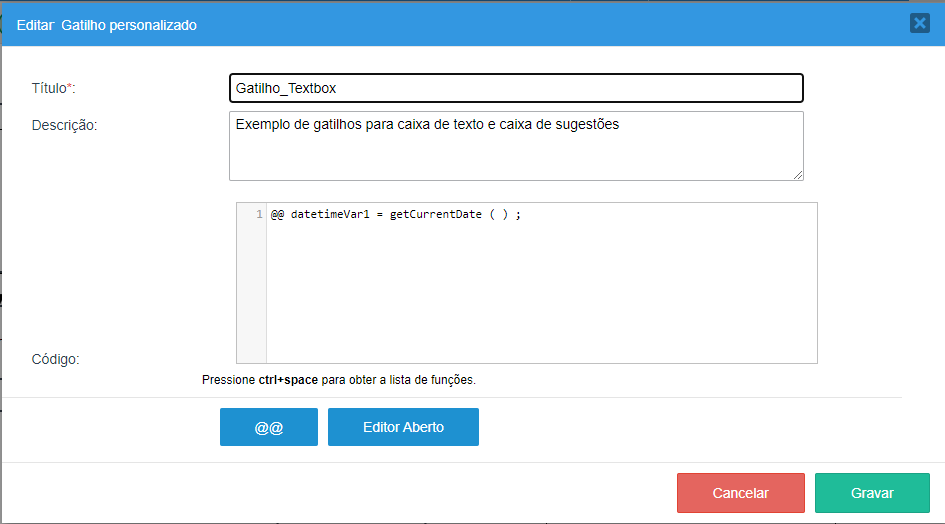 Editar Gatilho personalizado
Título*:
Gatilho_Textbox
Descrição:
Exemplo de gatilhos para caixa de texto e caixa de sugestões
1 @@ datetimeVar1 = getCurrentDate ( ) ;
Código:
Pressione ctrl+space para obter a lista de funções.
@@
Editor Aberto
Cancelar
Gravar